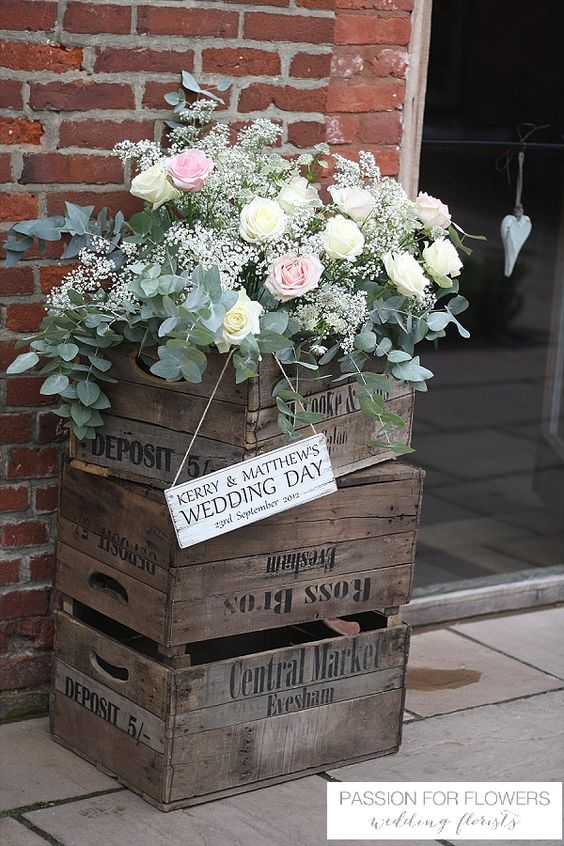 DEPOSIT 5/-
KERRY & MATTHEW'S
WEDDING DAY
23rd September 2012
DEPOSIT
Evesham
Ross Bros
DEPOSIT 5/-
Central Market
Evesham
PASSION FOR FLOWERS
wedding florists